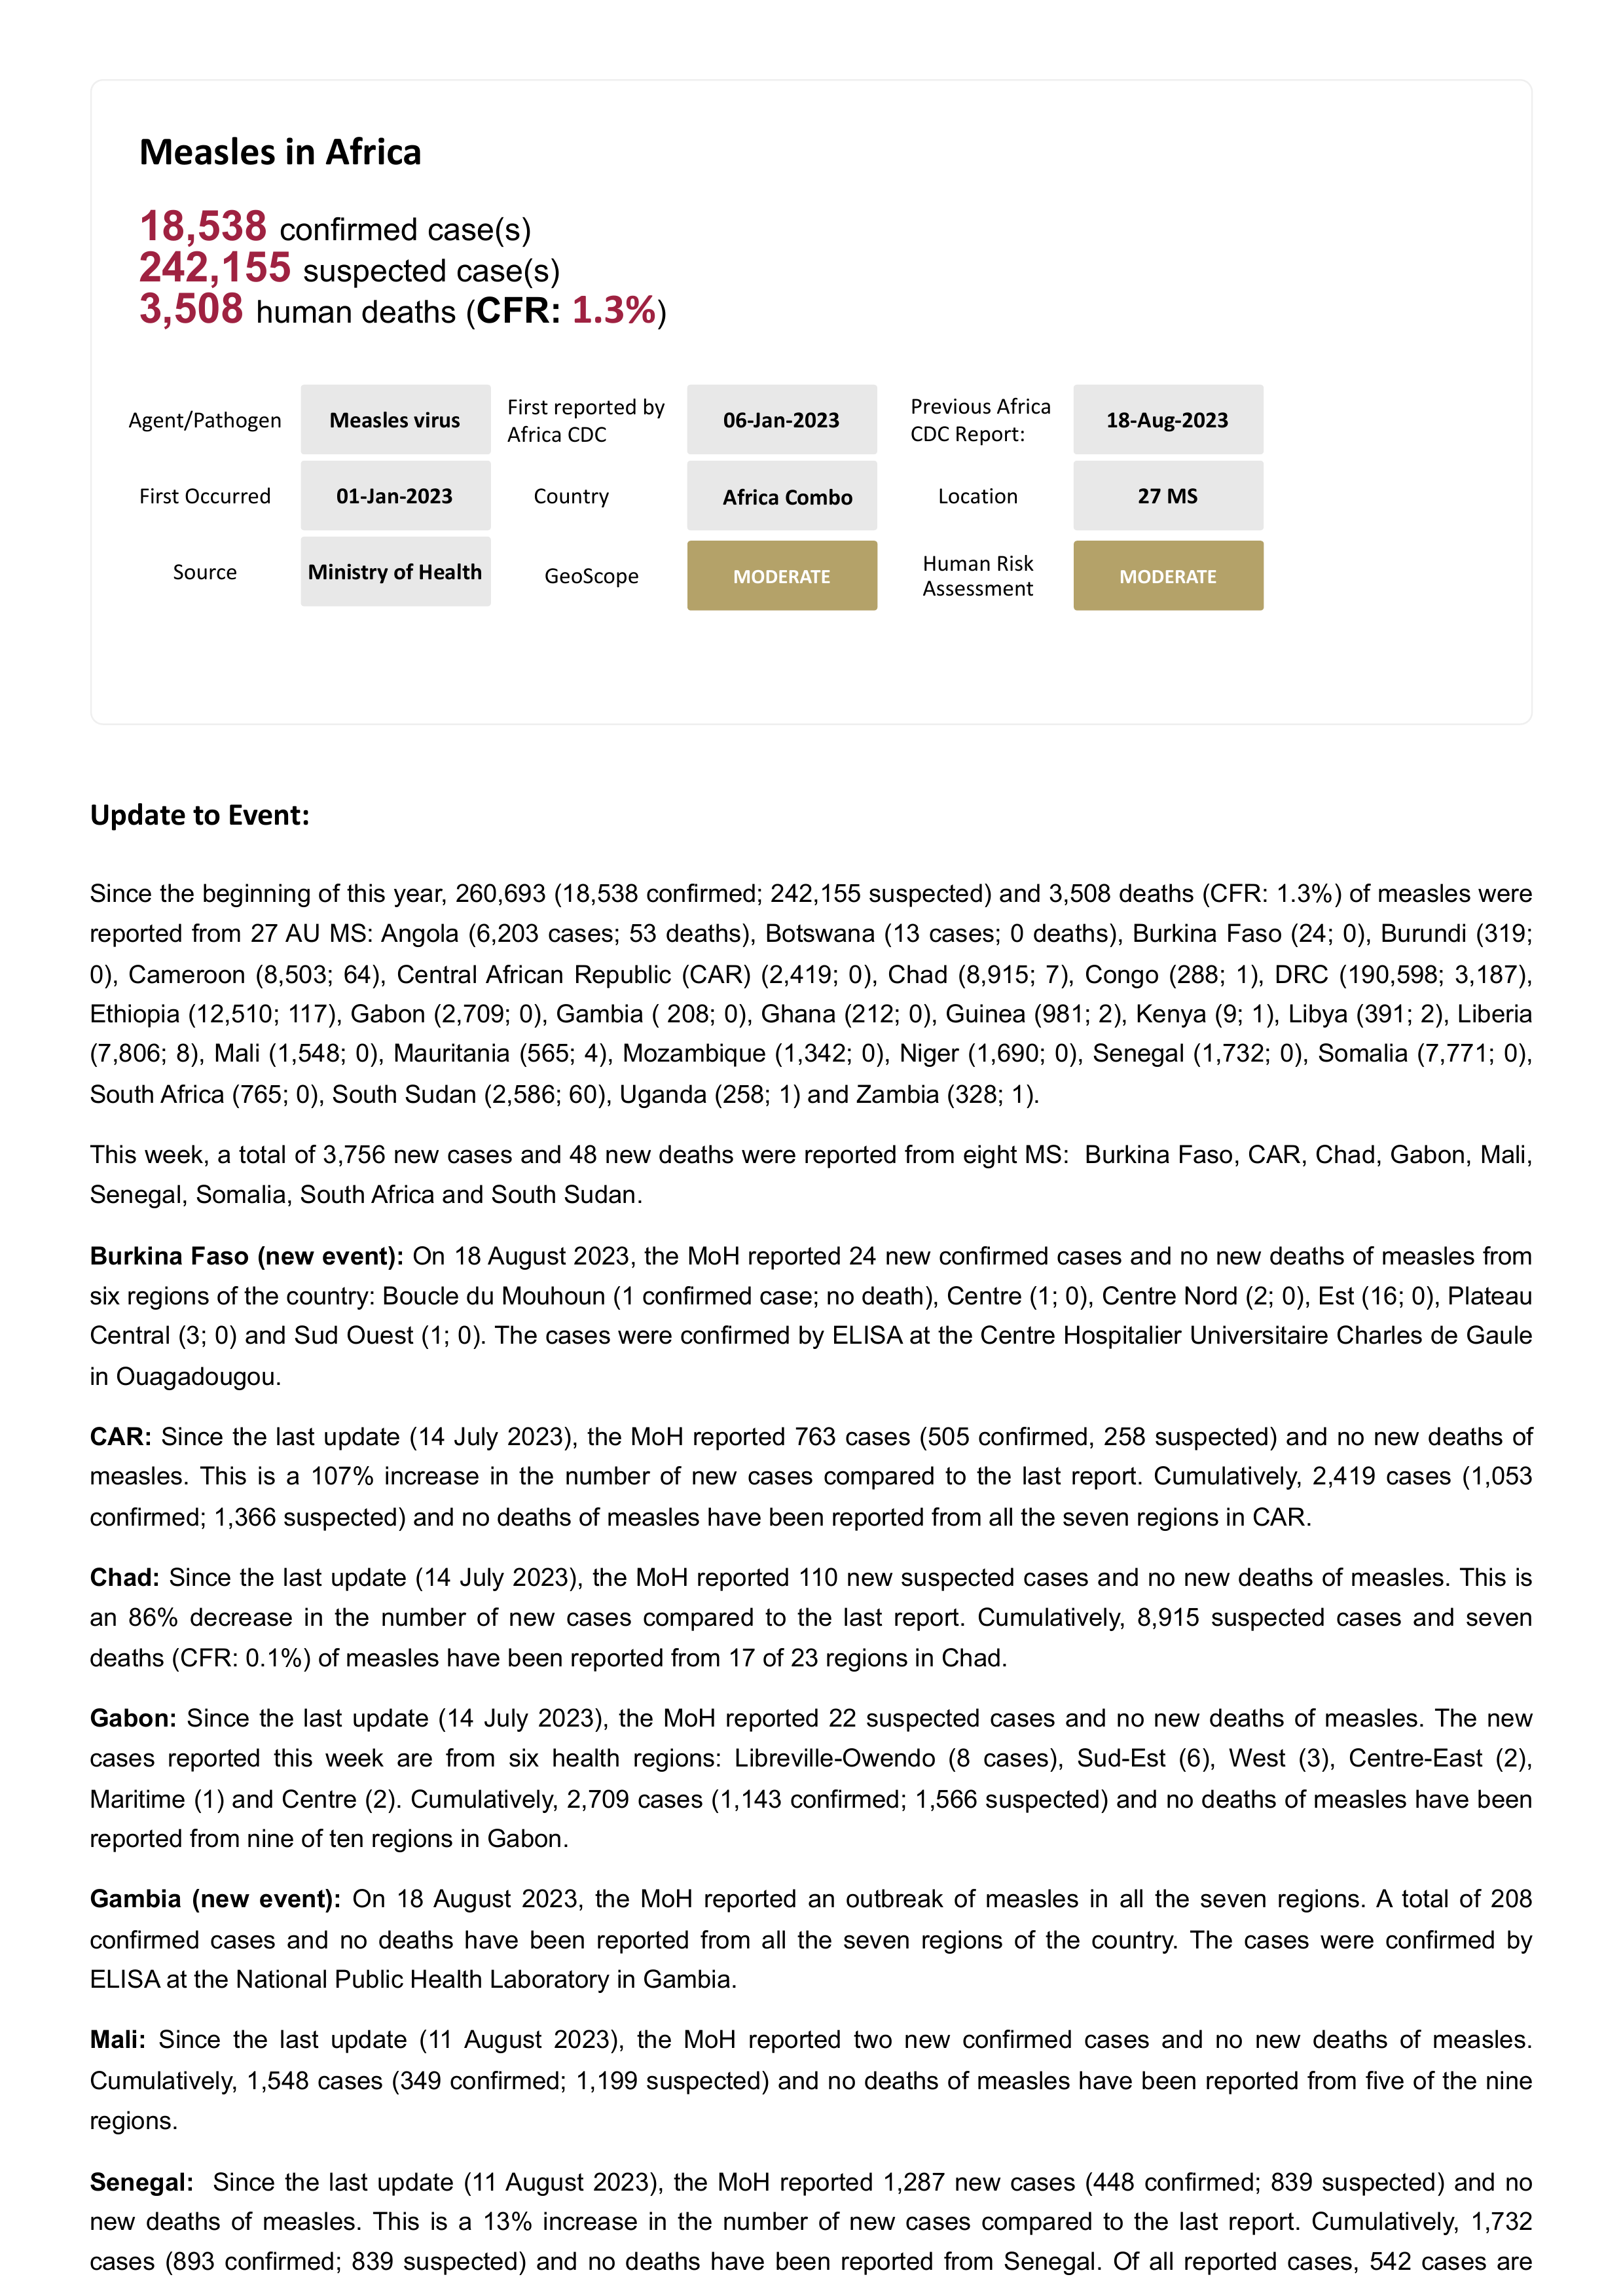 Measles in Africa
18,538 confirmed case(s)
242,155 suspected case(s)
3,508 human deaths (CFR: 1.3%)
Agent/Pathogen
Measles virus
First reported by
Africa CDC
06-Jan-2023
Previous Africa
CDC Report:
18-Aug-2023
First Occurred
01-Jan-2023
Country
Africa Combo
Location
27 MS
Source
Ministry of Health
GeoScope
MODERATE
Human Risk
Assessment
MODERATE
Update to Event:
Since the beginning of this year, 260,693 (18,538 confirmed; 242,155 suspected) and 3,508 deaths (CFR: 1.3%) of measles were
reported from 27 AU MS: Angola (6,203 cases; 53 deaths), Botswana (13 cases; 0 deaths), Burkina Faso (24; 0), Burundi (319;
0), Cameroon (8,503; 64), Central African Republic (CAR) (2,419; 0), Chad (8,915; 7), Congo (288; 1), DRC (190,598; 3,187),
Ethiopia (12,510; 117), Gabon (2,709; 0), Gambia ( 208; 0), Ghana (212; 0), Guinea (981; 2), Kenya (9; 1), Libya (391; 2), Liberia
(7,806; 8), Mali (1,548; 0), Mauritania (565; 4), Mozambique (1,342; 0), Niger (1,690; 0), Senegal (1,732; 0), Somalia (7,771; 0),
South Africa (765; 0), South Sudan (2,586; 60), Uganda (258; 1) and Zambia (328; 1).
This week, a total of 3,756 new cases and 48 new deaths were reported from eight MS:  Burkina Faso, CAR, Chad, Gabon, Mali,
Senegal, Somalia, South Africa and South Sudan.
Burkina Faso (new event): On 18 August 2023, the MoH reported 24 new confirmed cases and no new deaths of measles from
six regions of the country: Boucle du Mouhoun (1 confirmed case; no death), Centre (1; 0), Centre Nord (2; 0), Est (16; 0), Plateau
Central (3; 0) and Sud Ouest (1; 0). The cases were confirmed by ELISA at the Centre Hospitalier Universitaire Charles de Gaule
in Ouagadougou.
CAR: Since the last update (14 July 2023), the MoH reported 763 cases (505 confirmed, 258 suspected) and no new deaths of
measles. This is a 107% increase in the number of new cases compared to the last report. Cumulatively, 2,419 cases (1,053
confirmed; 1,366 suspected) and no deaths of measles have been reported from all the seven regions in CAR.
Chad: Since the last update (14 July 2023), the MoH reported 110 new suspected cases and no new deaths of measles. This is
an 86% decrease in the number of new cases compared to the last report. Cumulatively, 8,915 suspected cases and seven
deaths (CFR: 0.1%) of measles have been reported from 17 of 23 regions in Chad.
Gabon: Since the last update (14 July 2023), the MoH reported 22 suspected cases and no new deaths of measles. The new
cases reported this week are from six health regions: Libreville-Owendo (8 cases), Sud-Est (6), West (3), Centre-East (2),
Maritime (1) and Centre (2). Cumulatively, 2,709 cases (1,143 confirmed; 1,566 suspected) and no deaths of measles have been
reported from nine of ten regions in Gabon.
Gambia (new event): On 18 August 2023, the MoH reported an outbreak of measles in all the seven regions. A total of 208
confirmed cases and no deaths have been reported from all the seven regions of the country. The cases were confirmed by
ELISA at the National Public Health Laboratory in Gambia.
Mali: Since the last update (11 August 2023), the MoH reported two new confirmed cases and no new deaths of measles.
Cumulatively, 1,548 cases (349 confirmed; 1,199 suspected) and no deaths of measles have been reported from five of the nine
regions.
Senegal:  Since the last update (11 August 2023), the MoH reported 1,287 new cases (448 confirmed; 839 suspected) and no
new deaths of measles. This is a 13% increase in the number of new cases compared to the last report. Cumulatively, 1,732
cases (893 confirmed; 839 suspected) and no deaths have been reported from Senegal. Of all reported cases, 542 cases are